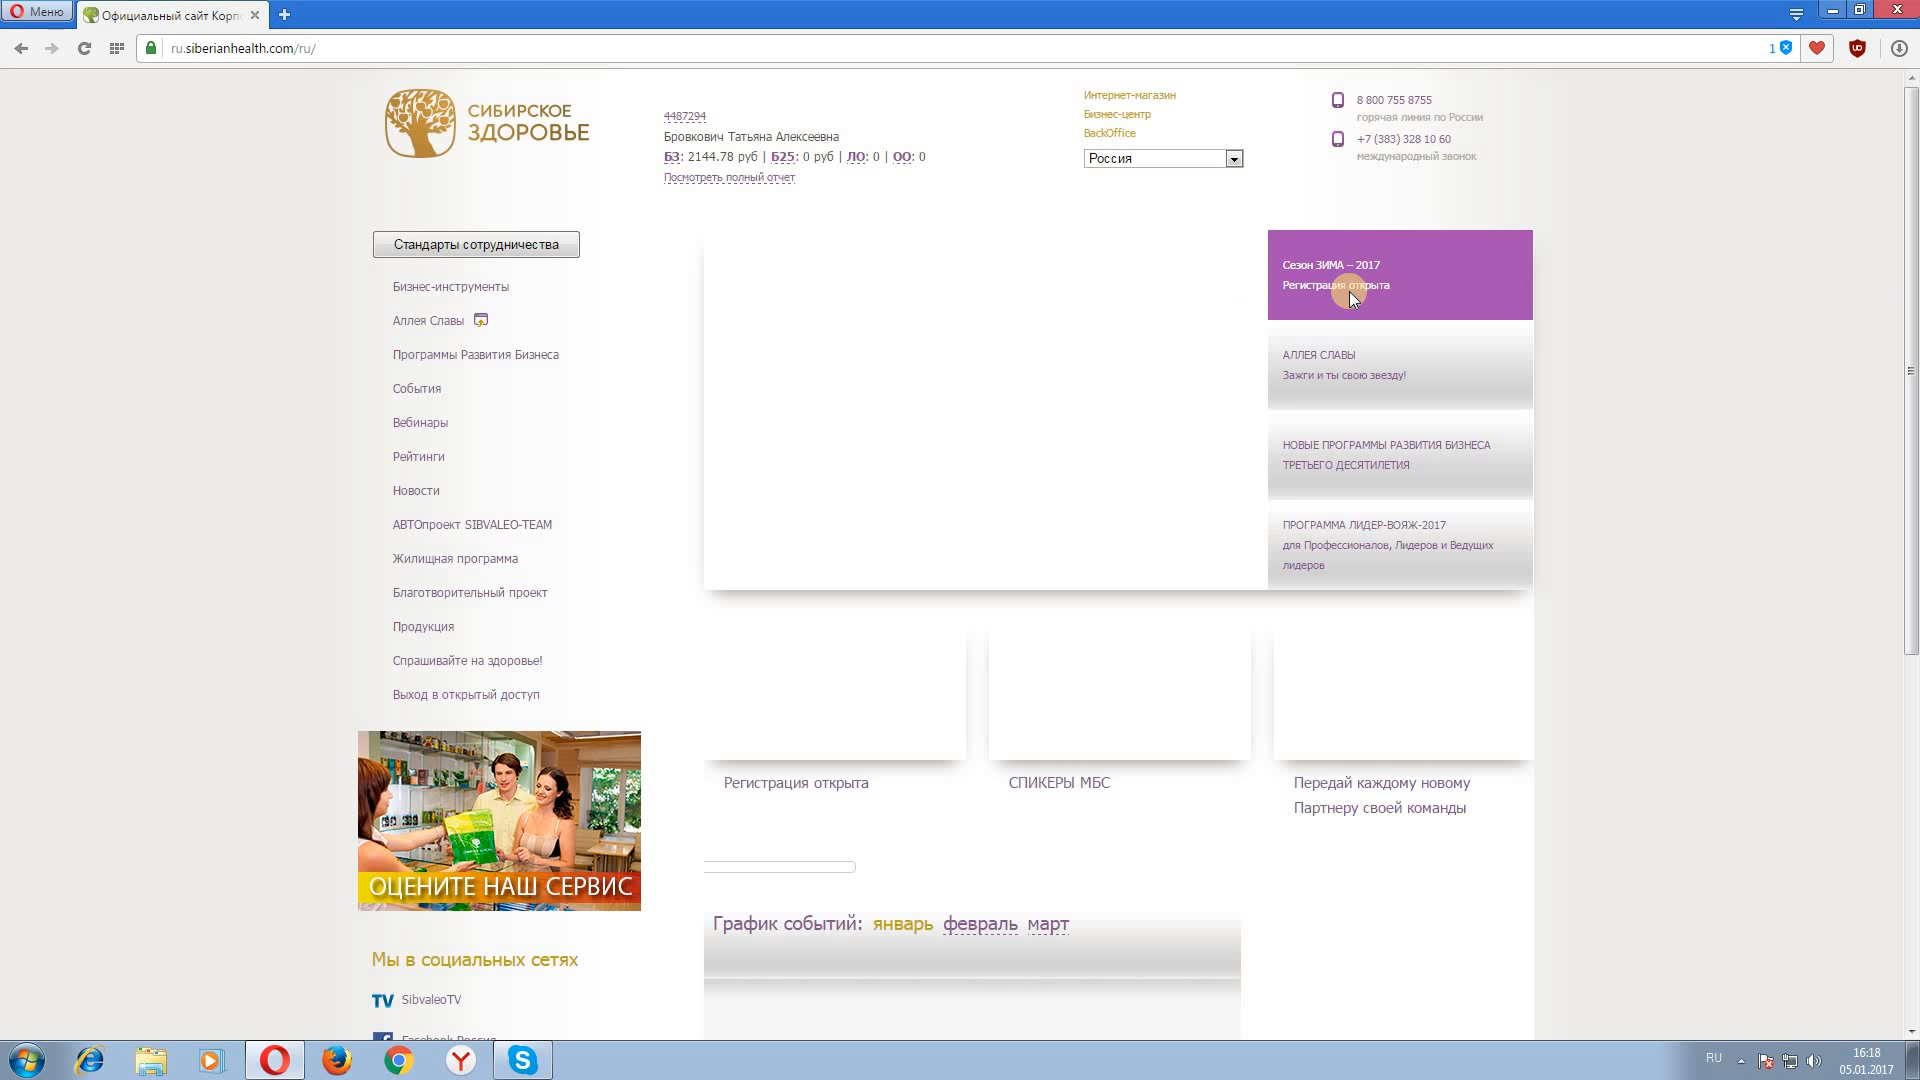 Меню
Официальный сайт Корп
ru.siberianhealth.com/ru/
1
СИБИРСКОЕ
ЗДОРОВЬЕ
4487294
Бровкович Татьяна Алексеевна
БЗ: 2144.78 руб | Б25: 0 руб | ЛО: 0 | ОО: 0
Посмотреть полный отчет
Интернет-магазин
Бизнес-центр
BackOffice
Россия
8 800 755 8755
горячая линия по России
+7 (383) 328 10 60
международный звонок
Стандарты сотрудничества
Бизнес-инструменты
Аллея Славы
Программы Развития Бизнеса
События
Вебинары
Рейтинги
Новости
АВТОпроект SIBVALEO-TEAM
Жилищная программа
Благотворительный проект
Продукция
Спрашивайте на здоровье!
Выход в открытый доступ
ОЦЕНИТЕ НАШ СЕРВИС
Мы в социальных сетях
TV SibvaleoTV
Facebook Россия
Сезон ЗИМА – 2017
Регистрация открыта
АЛЛЕЯ СЛАВЫ
Зажги и ты свою звезду!
НОВЫЕ ПРОГРАММЫ РАЗВИТИЯ БИЗНЕСА
ТРЕТЬЕГО ДЕСЯТИЛЕТИЯ
ПРОГРАММА ЛИДЕР-ВОЯЖ-2017
для Профессионалов, Лидеров и Ведущих
лидеров
Регистрация открыта
СПИКЕРЫ МБС
Передай каждому новому
Партнеру своей команды
График событий: январь февраль март
RU
16:18
05.01.2017